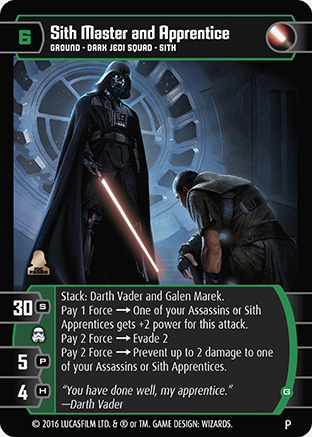 6
Sith Master and Apprentice
GROUND - DARK JEDI SQUAD - SITH
30 S
Stack: Darth Vader and Galen Marek.
Pay 1 Force → One of your Assassins or Sith
Apprentices gets +2 power for this attack.
Pay 2 Force → Evade 2
5 P
Pay 2 Force → Prevent up to 2 damage to one
of your Assassins or Sith Apprentices.
4 H
“You have done well, my apprentice.”
—Darth Vader
G
© 2016 LUCASFILM LTD. & ® or TM. GAME DESIGN: WIZARDS.
P